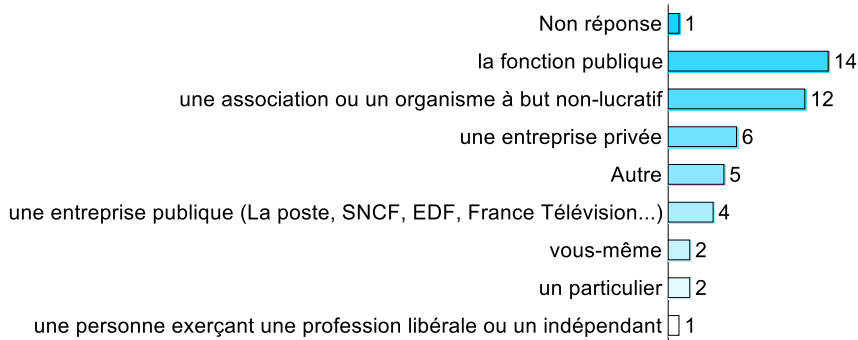 Non réponse 1
la fonction publique 14
une association ou un organisme à but non-lucratif 12
une entreprise privée 6
Autre 5
une entreprise publique (La poste, SNCF, EDF, France Télévision...) 4
vous-même 2
un particulier 2
une personne exerçant une profession libérale ou un indépendant 1